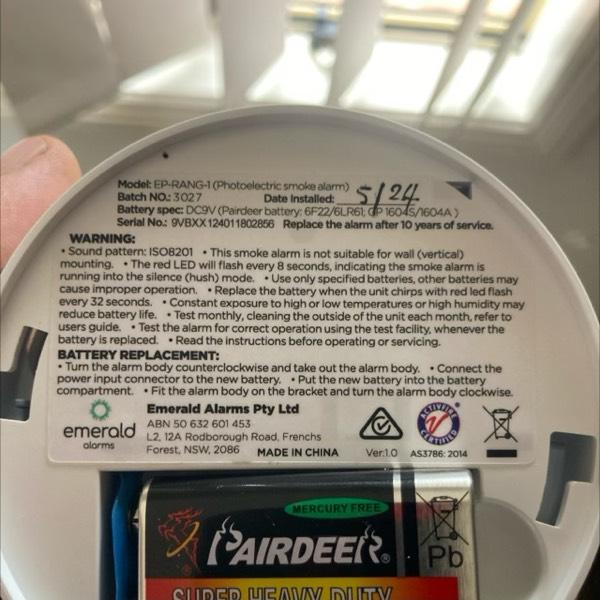 Model: EP-RANG-1 (Photoelectric smoke alarm)
Batch NO.: 3027 Date Installed: 5/24
Battery spec: DC9V (Pairdeer battery: 6F22/6LR61; GP 1604S/1604A )
Serial No.: 9VBXX124011802856 Replace the alarm after 10 years of service.
WARNING:
• Sound pattern: ISO8201 • This smoke alarm is not suitable for wall (vertical)
mounting. • The red LED will flash every 8 seconds, indicating the smoke alarm is
running into the silence (hush) mode. • Use only specified batteries, other batteries may
cause improper operation. • Replace the battery when the unit chirps with red led flash
every 32 seconds. • Constant exposure to high or low temperatures or high humidity may
reduce battery life. • Test monthly, cleaning the outside of the unit each month, refer to
users guide. • Test the alarm for correct operation using the test facility, whenever the
battery is replaced. • Read the instructions before operating or servicing.
BATTERY REPLACEMENT:
• Turn the alarm body counterclockwise and take out the alarm body. • Connect the
power input connector to the new battery. • Put the new battery into the battery
compartment. • Fit the alarm body on the bracket and turn the alarm body clockwise.
emerald
alarms
Emerald Alarms Pty Ltd
ABN 50 632 601 453
L2, 12A Rodborough Road, Frenchs
Forest, NSW, 2086 MADE IN CHINA
Ver:1.0
ACTIVFIRE
CERTIFIED
AS3786: 2014
MERCURY FREE
PAIRDEER®
Pb
SUPER HEAVY DUTY